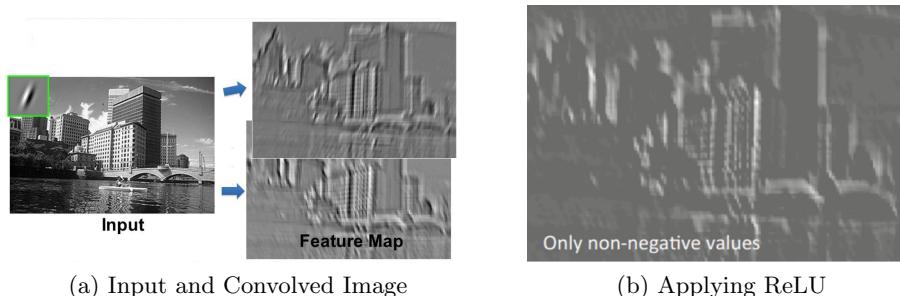 Input
Feature Map
Only non-negative values
(a) Input and Convolved Image
(b) Applying ReLU